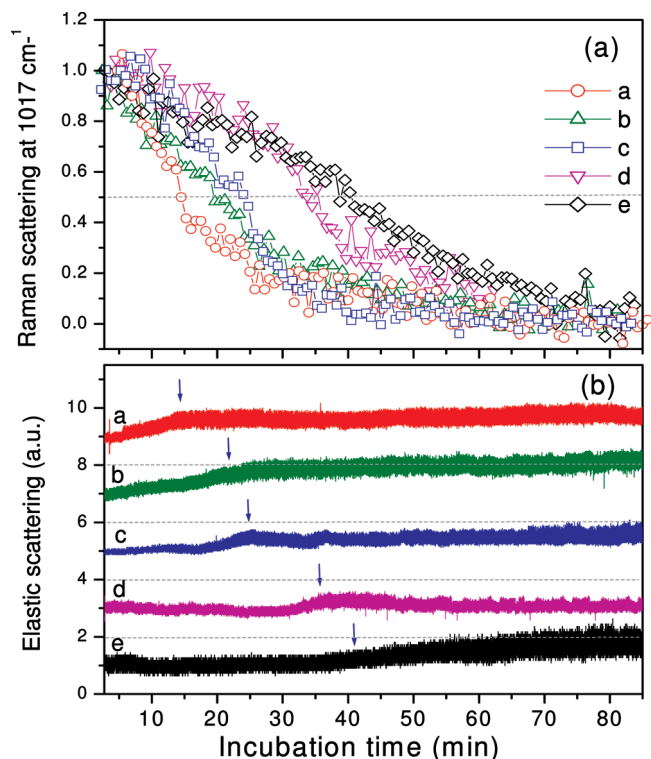 1.2
(a)
1.0
0.8
0.6
0.4
0.2
0.0
Raman scattering at 1017 cm-1
a
b
c
d
e
(b)
10
8
6
4
2
0
Elastic scattering (a.u.)
a
b
c
d
e
10 20 30 40 50 60 70 80
Incubation time (min)